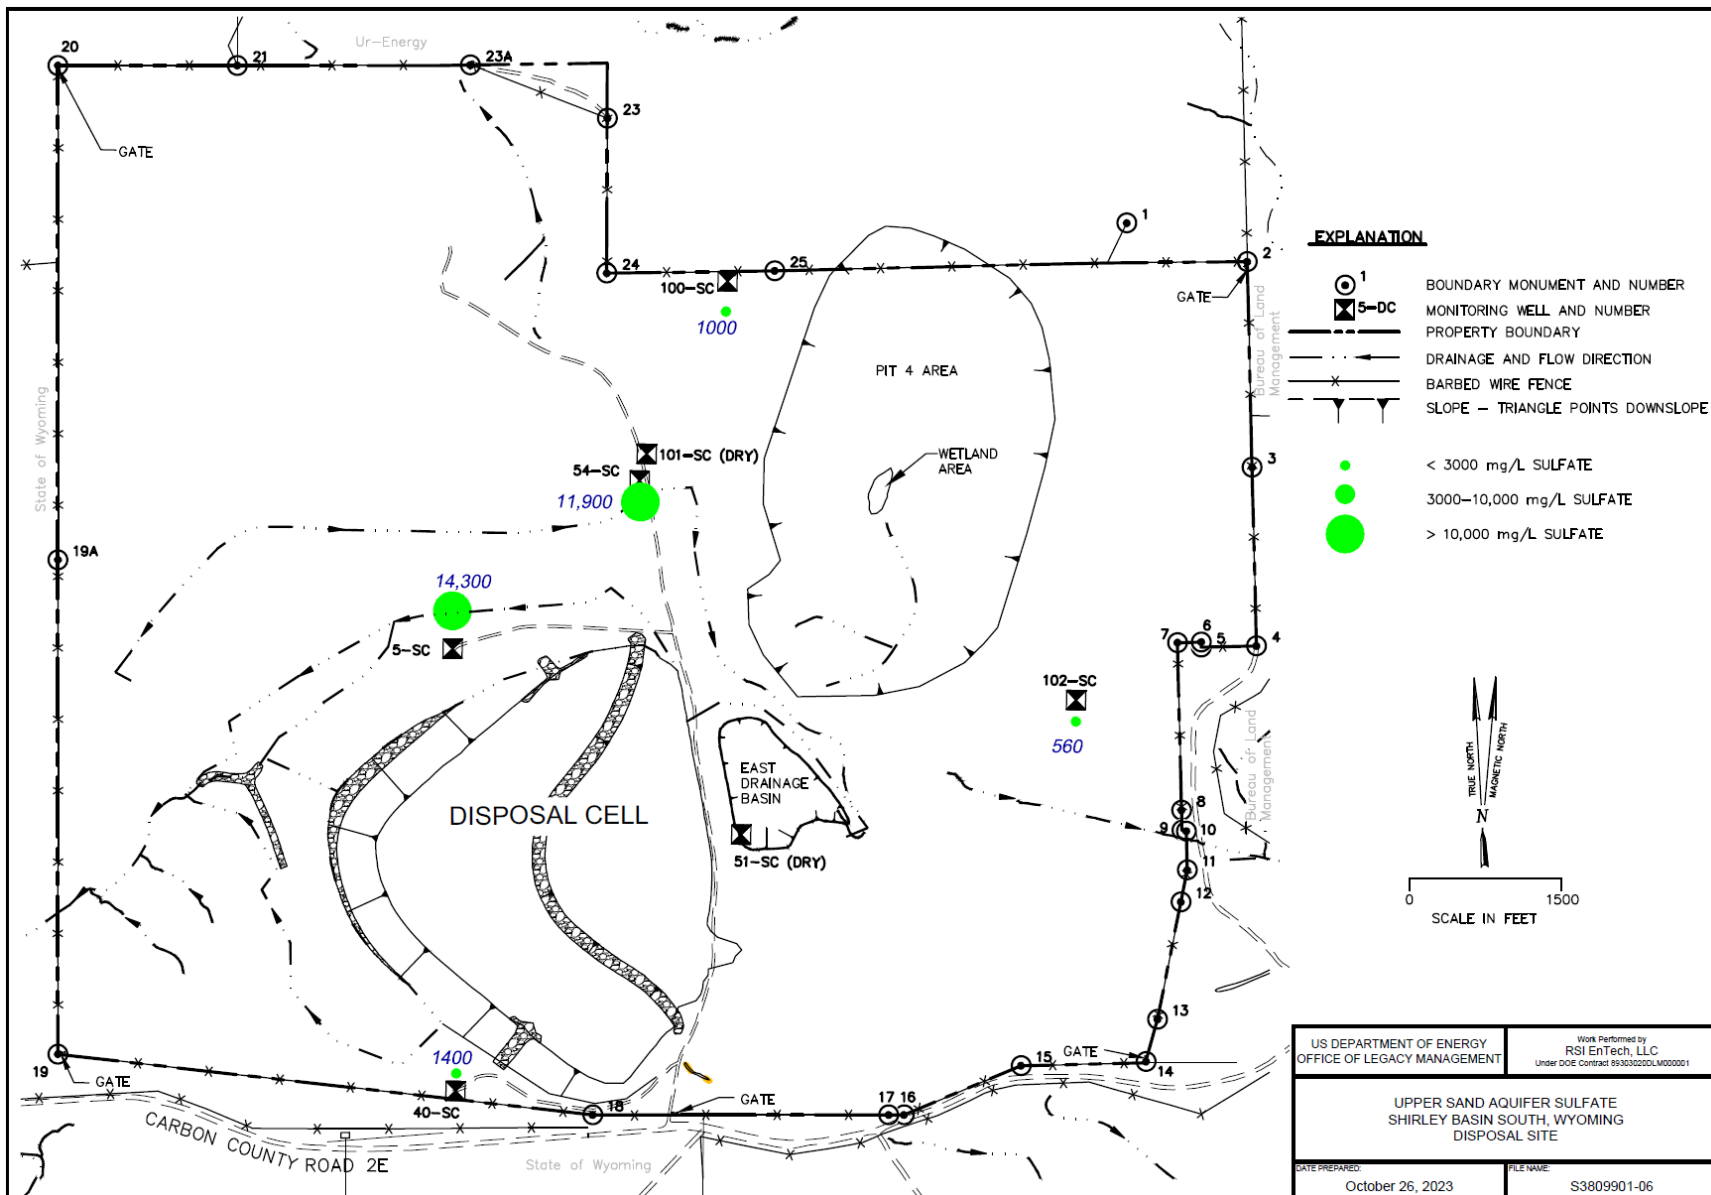 20
21
Ur-Energy
23A
23
GATE
1
24
25
2
100-SC
GATE
1000
Bureau of Land
Management
PIT 4 AREA
State of Wyoming
101-SC (DRY)
54-SC
11,900
WETLAND
AREA
3
19A
14,300
5-SC
7
6
5
4
102-SC
560
EAST
DRAINAGE
BASIN
DISPOSAL CELL
51-SC (DRY)
Bureau of Land
Management
8
9
10
11
12
13
GATE
14
15
17
16
GATE
18
1400
40-SC
19
GATE
CARBON COUNTY ROAD 2E
State of Wyoming
EXPLANATION
1
BOUNDARY MONUMENT AND NUMBER
5-DC
MONITORING WELL AND NUMBER
PROPERTY BOUNDARY
DRAINAGE AND FLOW DIRECTION
BARBED WIRE FENCE
SLOPE - TRIANGLE POINTS DOWNSLOPE
< 3000 mg/L SULFATE
3000-10,000 mg/L SULFATE
> 10,000 mg/L SULFATE
TRUE NORTH
MAGNETIC NORTH
N
0
1500
SCALE IN FEET
US DEPARTMENT OF ENERGY
OFFICE OF LEGACY MANAGEMENT
Work Performed by
RSI EnTech, LLC
Under DOE Contract 89303020DLM000001
UPPER SAND AQUIFER SULFATE
SHIRLEY BASIN SOUTH, WYOMING
DISPOSAL SITE
DATE PREPARED:
October 26, 2023
FILE NAME:
S3809901-06